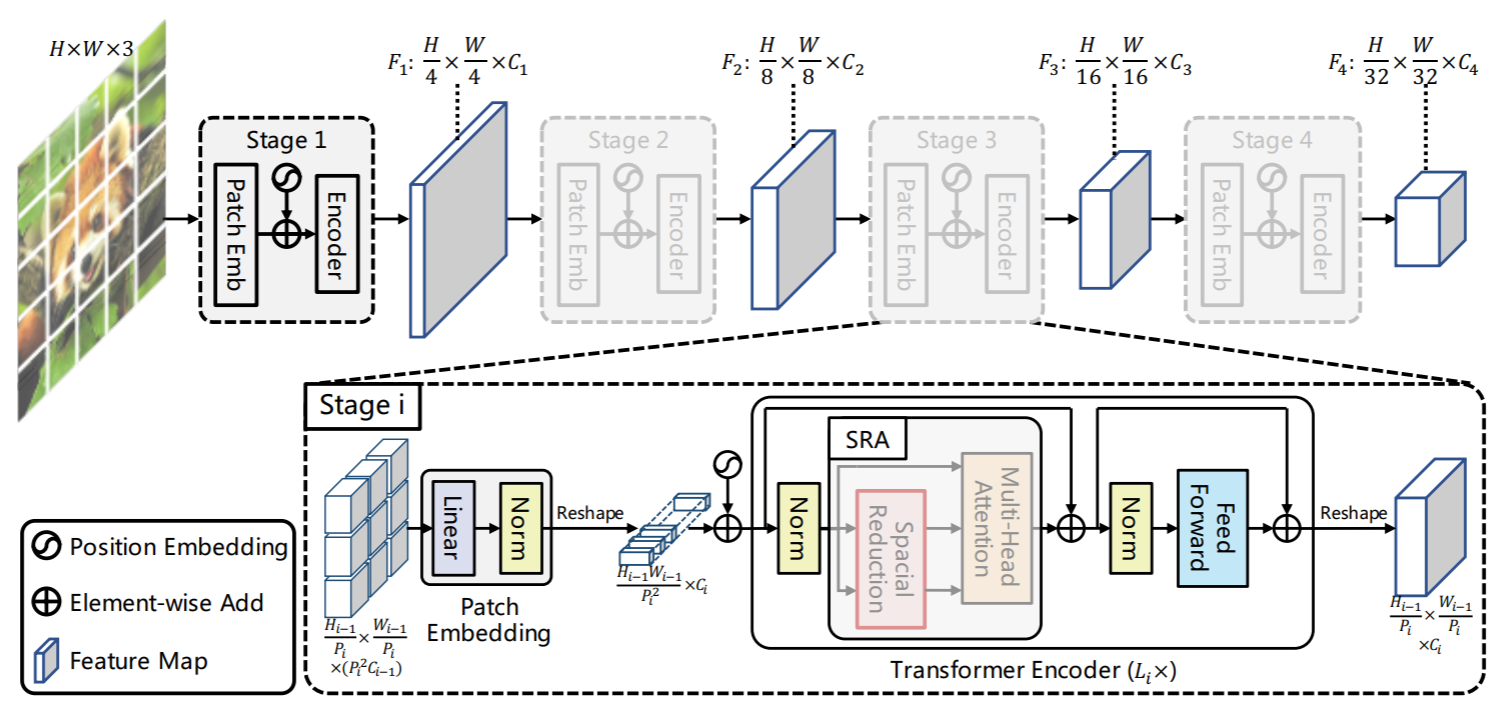 H×W×3
F₁: H/4 × W/4 × C₁
F₂: H/8 × W/8 × C₂
F₃: H/16 × W/16 × C₃
F₄: H/32 × W/32 × C₄
Stage 1
Patch Emb
Encoder
Stage 2
Patch Emb
Encoder
Stage 3
Patch Emb
Encoder
Stage 4
Patch Emb
Encoder
Stage i
H_{i-1}/P_i × W_{i-1}/P_i
×(P_i²C_{i-1})
Linear
Norm
Patch
Embedding
Reshape
H_{i-1}W_{i-1}/P_i² ×C_i
Norm
SRA
Spacial
Reduction
Multi-Head
Attention
Norm
Feed
Forward
Transformer Encoder (L_i×)
Reshape
H_{i-1}/P_i × W_{i-1}/P_i
×C_i
Position Embedding
Element-wise Add
Feature Map